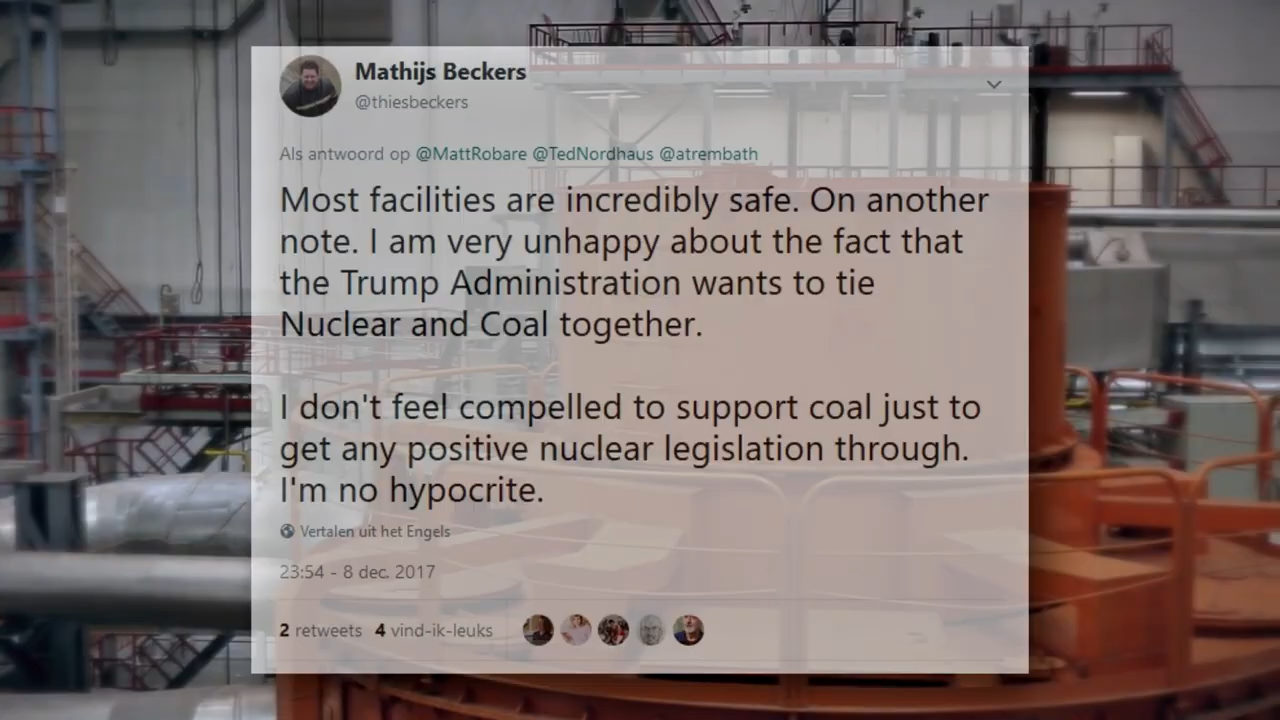 Mathijs Beckers
@thiesbeckers
Als antwoord op @MattRobare @TedNordhaus @atrembath
Most facilities are incredibly safe. On another
note. I am very unhappy about the fact that
the Trump Administration wants to tie
Nuclear and Coal together.
I don't feel compelled to support coal just to
get any positive nuclear legislation through.
I'm no hypocrite.
Vertalen uit het Engels
23:54 - 8 dec. 2017
2 retweets 4 vind-ik-leuks